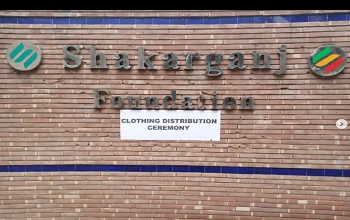 Shakarganj
Foundation
CLOTHING DISTRIBUTION
CEREMONY